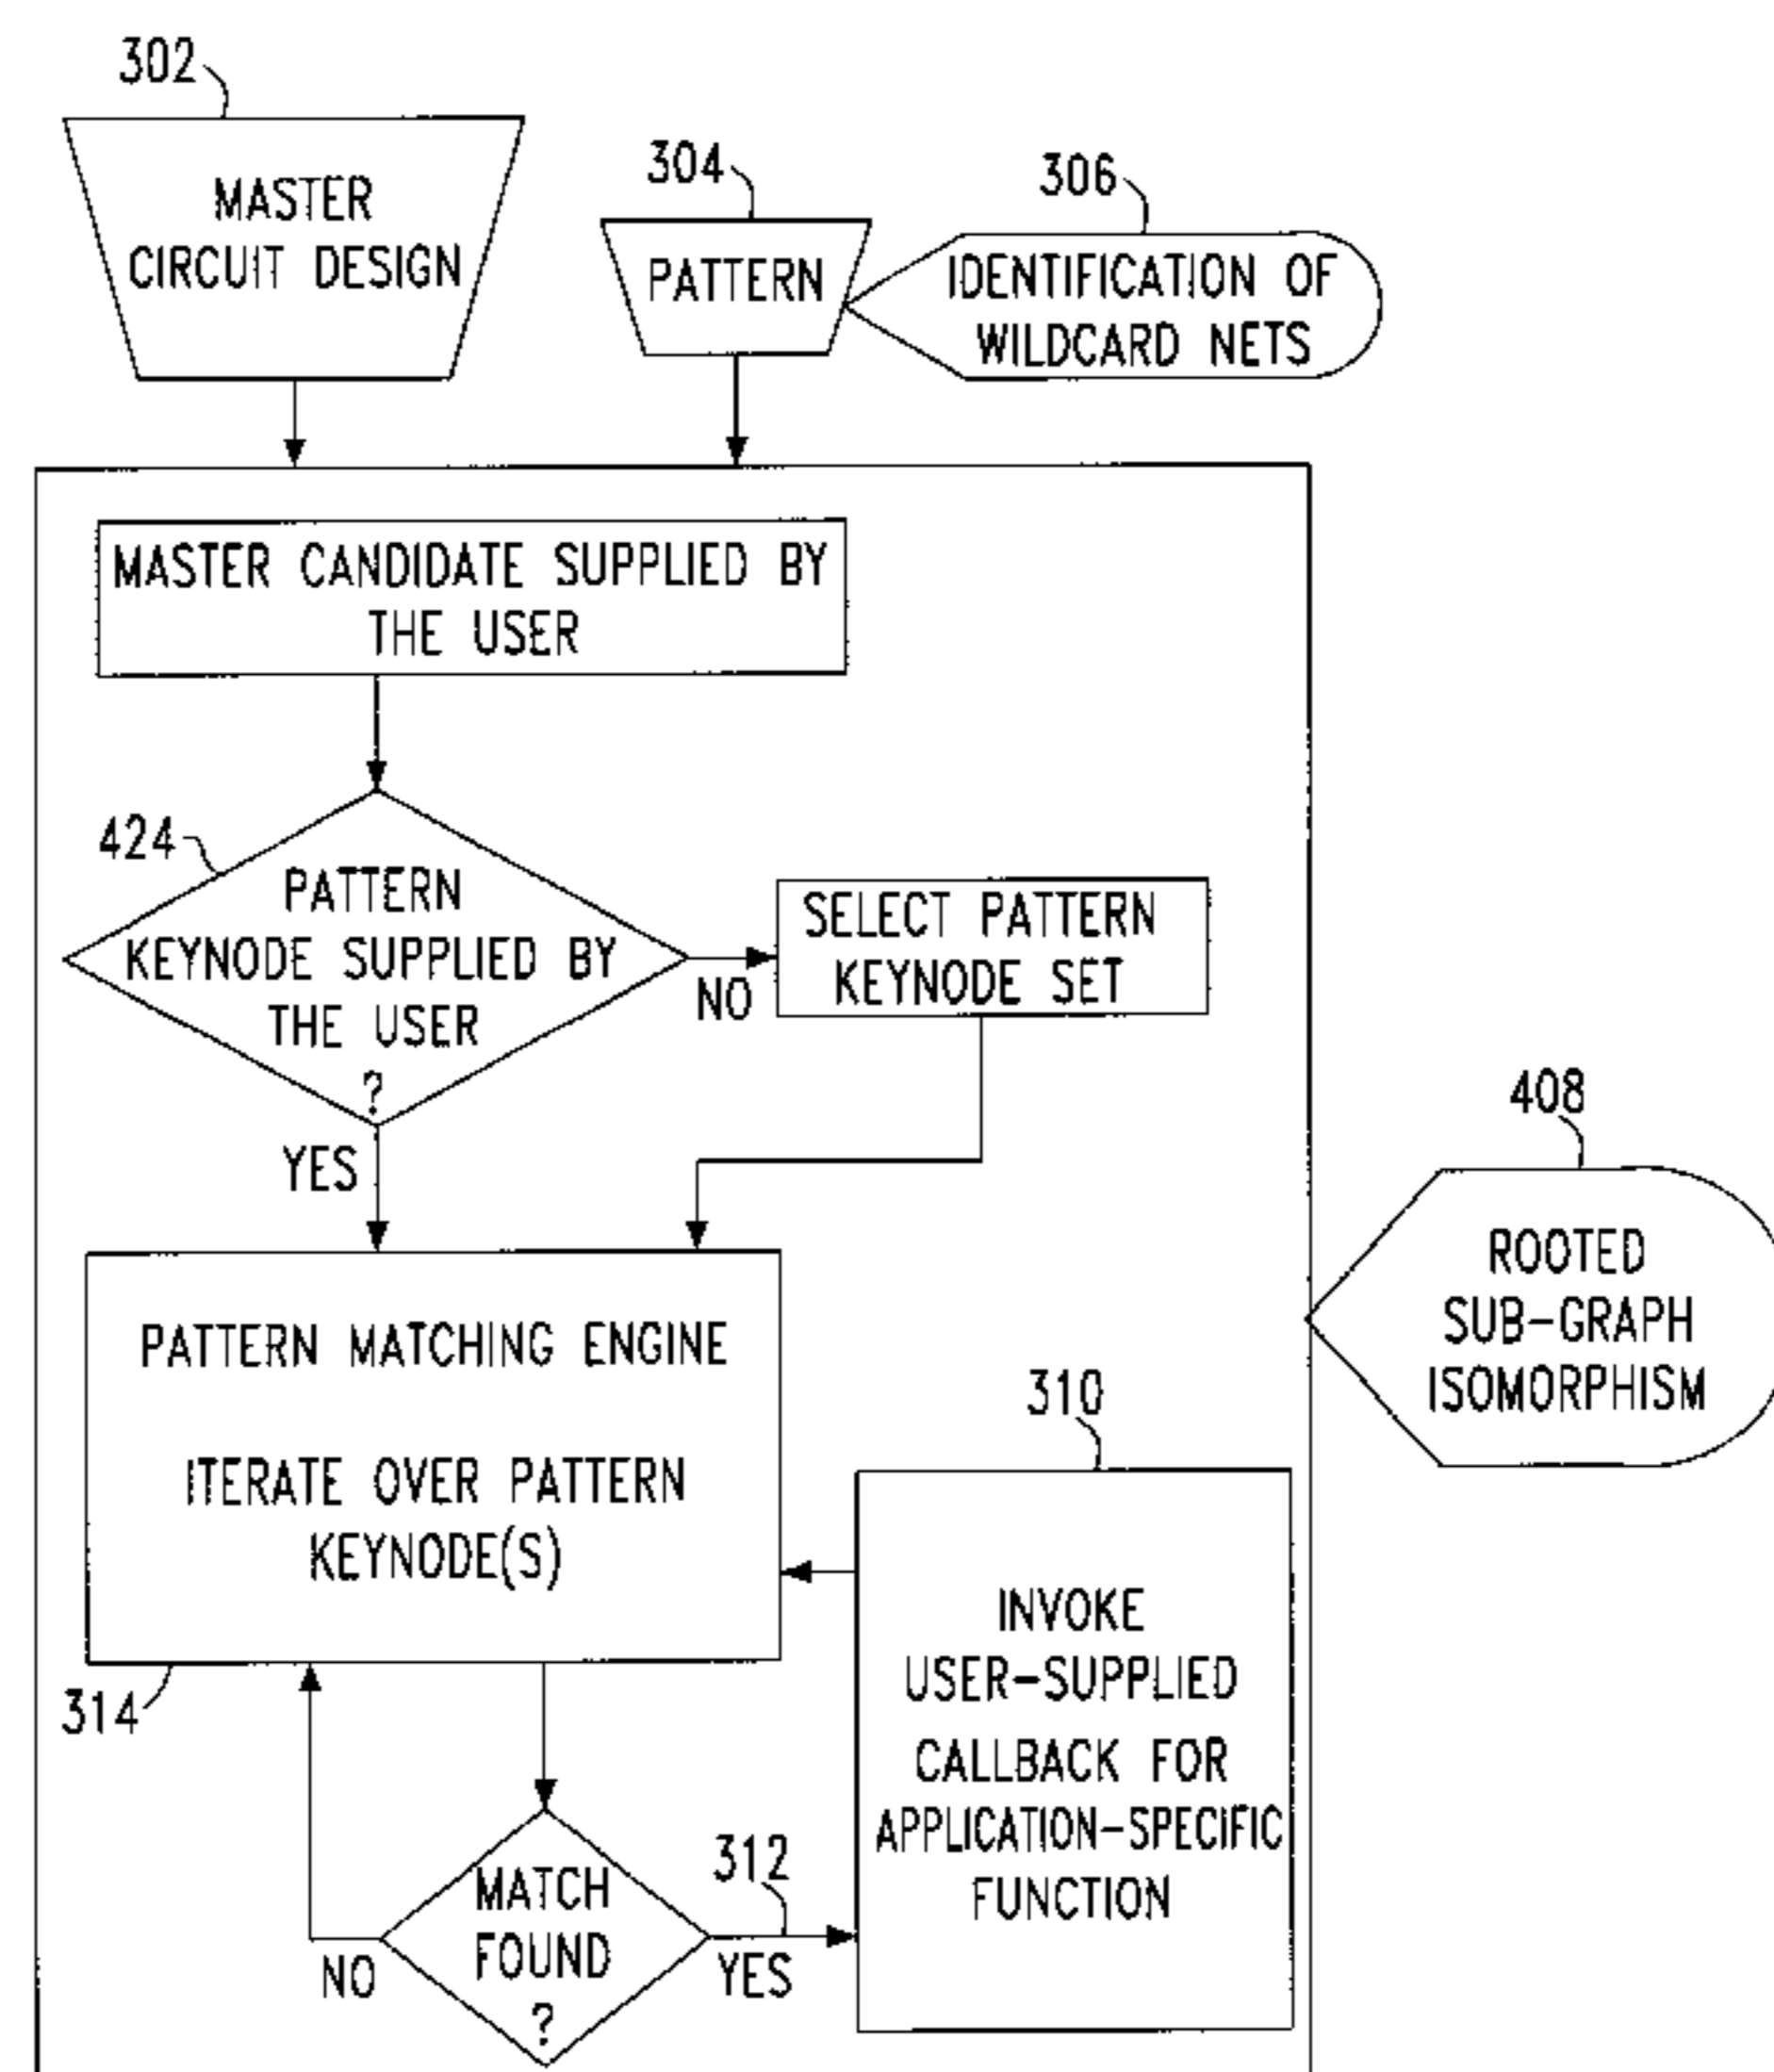 302
MASTER
CIRCUIT DESIGN
304
PATTERN
306
IDENTIFICATION OF
WILDCARD NETS
MASTER CANDIDATE SUPPLIED BY
THE USER
424
PATTERN
KEYNODE SUPPLIED BY
THE USER
?
NO
SELECT PATTERN
KEYNODE SET
YES
408
ROOTED
SUB-GRAPH
ISOMORPHISM
PATTERN MATCHING ENGINE
ITERATE OVER PATTERN
KEYNODE(S)
314
310
INVOKE
USER-SUPPLIED
CALLBACK FOR
APPLICATION-SPECIFIC
FUNCTION
MATCH
FOUND
?
NO
312
YES